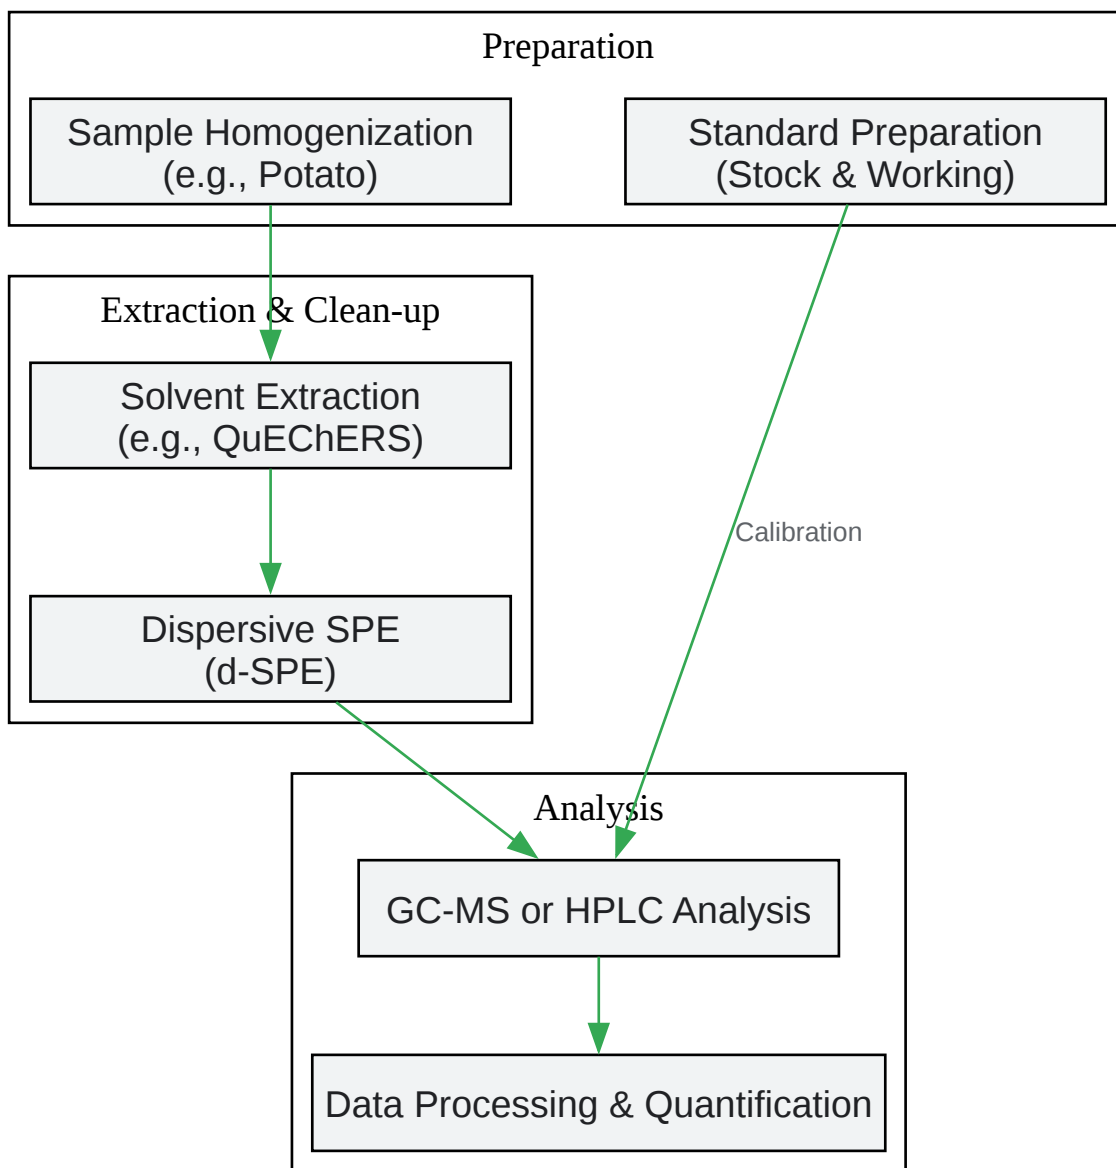 Preparation
Sample Homogenization
(e.g., Potato)
Standard Preparation
(Stock & Working)
Extraction & Clean-up
Solvent Extraction
(e.g., QuEChERS)
Calibration
Dispersive SPE
(d-SPE)
Analysis
GC-MS or HPLC Analysis
Data Processing & Quantification